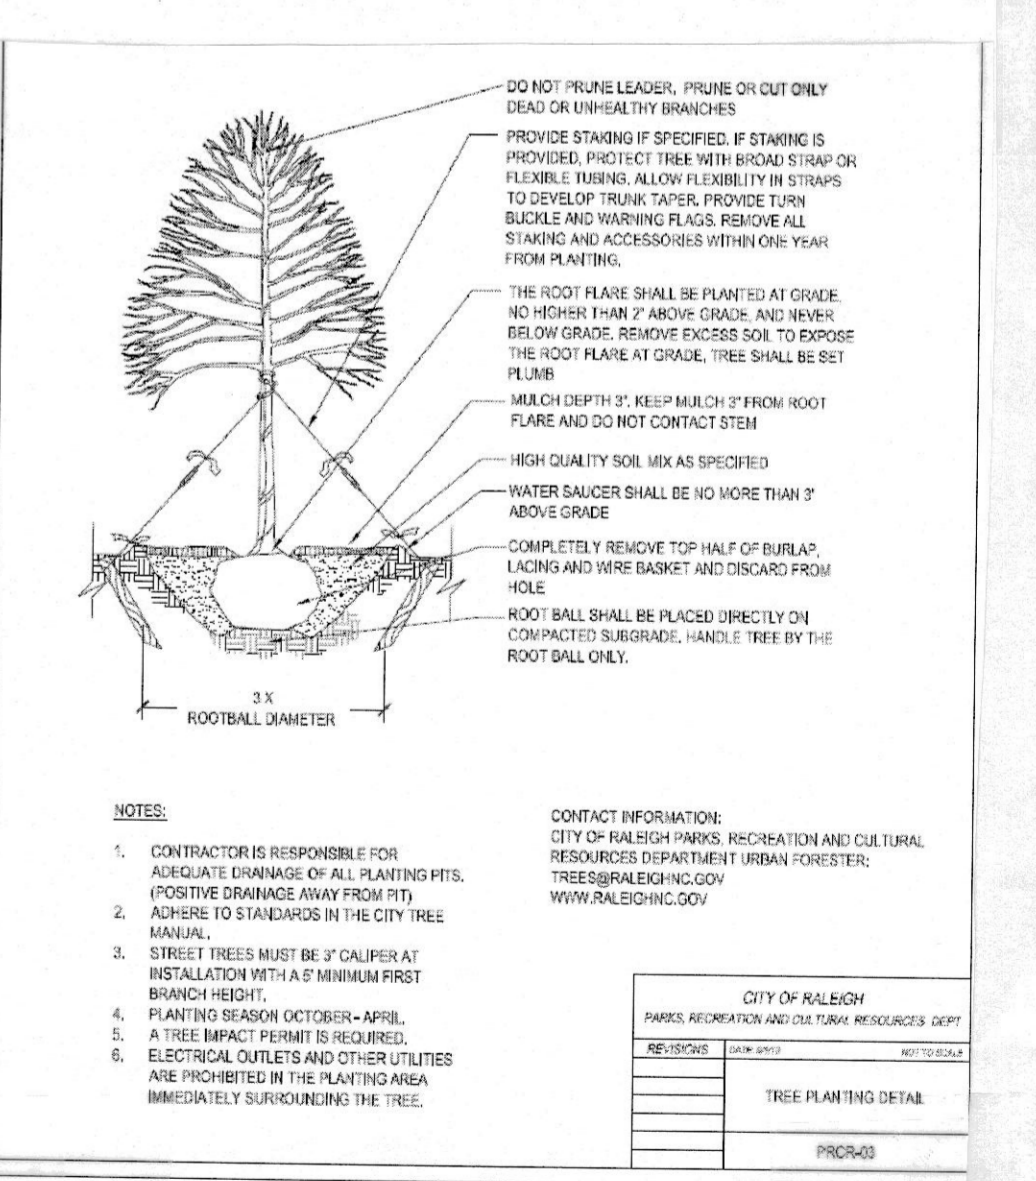 DO NOT PRUNE LEADER, PRUNE OR CUT ONLY
DEAD OR UNHEALTHY BRANCHES
PROVIDE STAKING IF SPECIFIED. IF STAKING IS
PROVIDED, PROTECT TREE WITH BROAD STRAP OR
FLEXIBLE TUBING. ALLOW FLEXIBILITY IN STRAPS
TO DEVELOP TRUNK TAPER. PROVIDE TURN
BUCKLE AND WARNING FLAGS. REMOVE ALL
STAKING AND ACCESSORIES WITHIN ONE YEAR
FROM PLANTING.
THE ROOT FLARE SHALL BE PLANTED AT GRADE,
NO HIGHER THAN 2" ABOVE GRADE, AND NEVER
BELOW GRADE. REMOVE EXCESS SOIL TO EXPOSE
THE ROOT FLARE AT GRADE, TREE SHALL BE SET
PLUMB
MULCH DEPTH 3". KEEP MULCH 3" FROM ROOT
FLARE AND DO NOT CONTACT STEM
HIGH QUALITY SOIL MIX AS SPECIFIED
WATER SAUCER SHALL BE NO MORE THAN 3"
ABOVE GRADE
COMPLETELY REMOVE TOP HALF OF BURLAP,
LACING AND WIRE BASKET AND DISCARD FROM
HOLE
ROOT BALL SHALL BE PLACED DIRECTLY ON
COMPACTED SUBGRADE. HANDLE TREE BY THE
ROOT BALL ONLY.
3 X
ROOTBALL DIAMETER
NOTES:
1. CONTRACTOR IS RESPONSIBLE FOR
ADEQUATE DRAINAGE OF ALL PLANTING PITS.
(POSITIVE DRAINAGE AWAY FROM PIT)
2. ADHERE TO STANDARDS IN THE CITY TREE
MANUAL.
3. STREET TREES MUST BE 3" CALIPER AT
INSTALLATION WITH A 5' MINIMUM FIRST
BRANCH HEIGHT.
4. PLANTING SEASON OCTOBER - APRIL.
5. A TREE IMPACT PERMIT IS REQUIRED.
6. ELECTRICAL OUTLETS AND OTHER UTILITIES
ARE PROHIBITED IN THE PLANTING AREA
IMMEDIATELY SURROUNDING THE TREE.
CONTACT INFORMATION:
CITY OF RALEIGH PARKS, RECREATION AND CULTURAL
RESOURCES DEPARTMENT URBAN FORESTER:
TREES@RALEIGHNC.GOV
WWW.RALEIGHNC.GOV
CITY OF RALEIGH
PARKS, RECREATION AND CULTURAL RESOURCES DEPT
REVISIONS DATE: NOT TO SCALE
TREE PLANTING DETAIL
PRCR-03